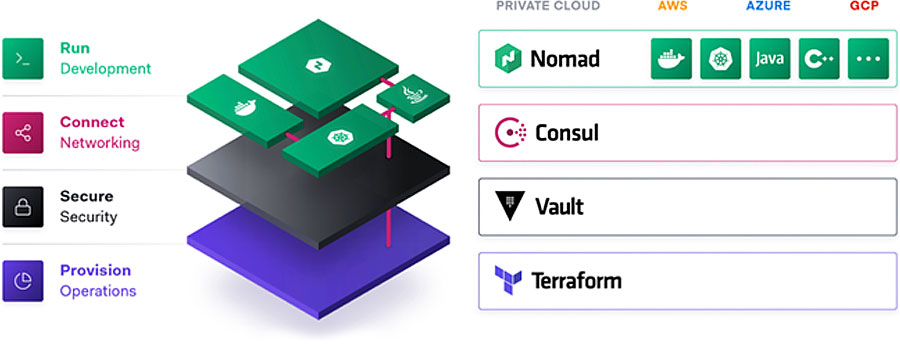 PRIVATE CLOUD AWS AZURE GCP
Run
Development
Nomad Java C++
Connect
Networking
Consul
Secure
Security
Vault
Provision
Operations
Terraform